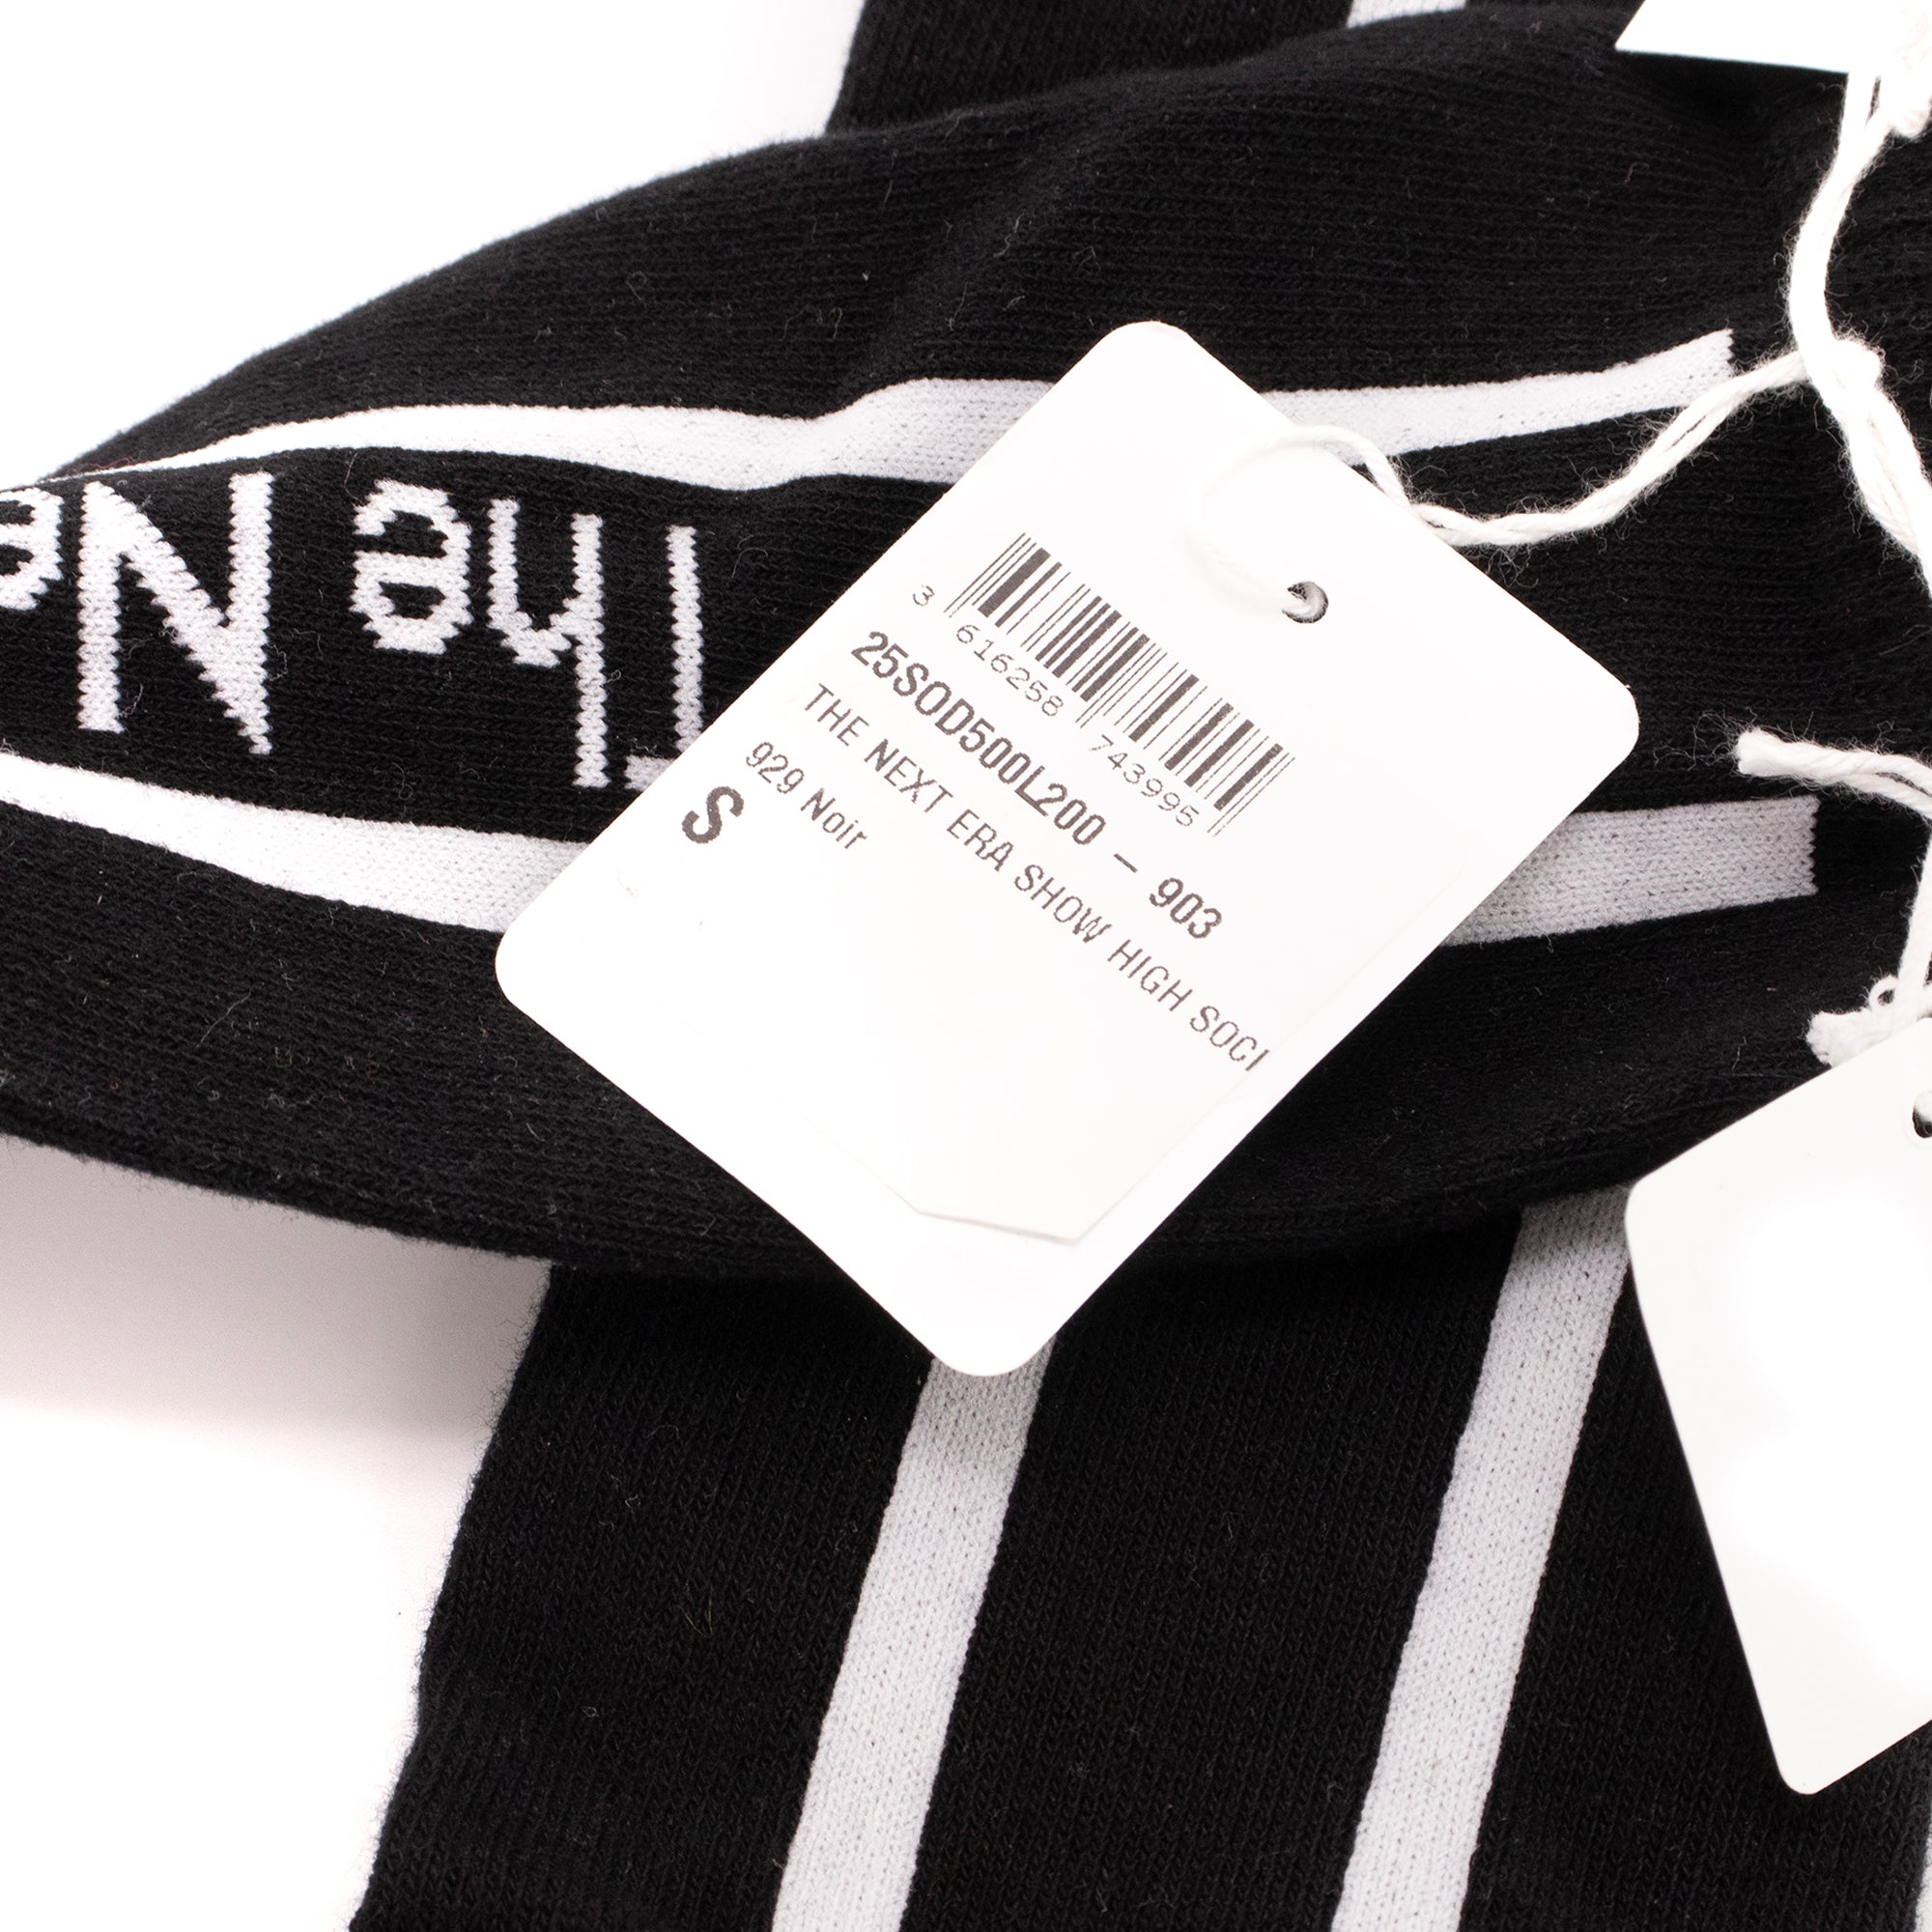 The Ne
3 616258 743995
25SOD500L200 – 903
THE NEXT ERA SHOW HIGH SOCI
929 Noir
S